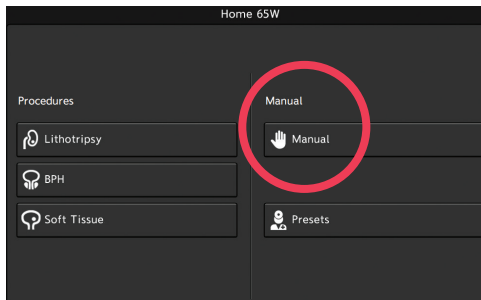 Home 65W
Procedures
Lithotripsy
BPH
Soft Tissue
Manual
Manual
Presets